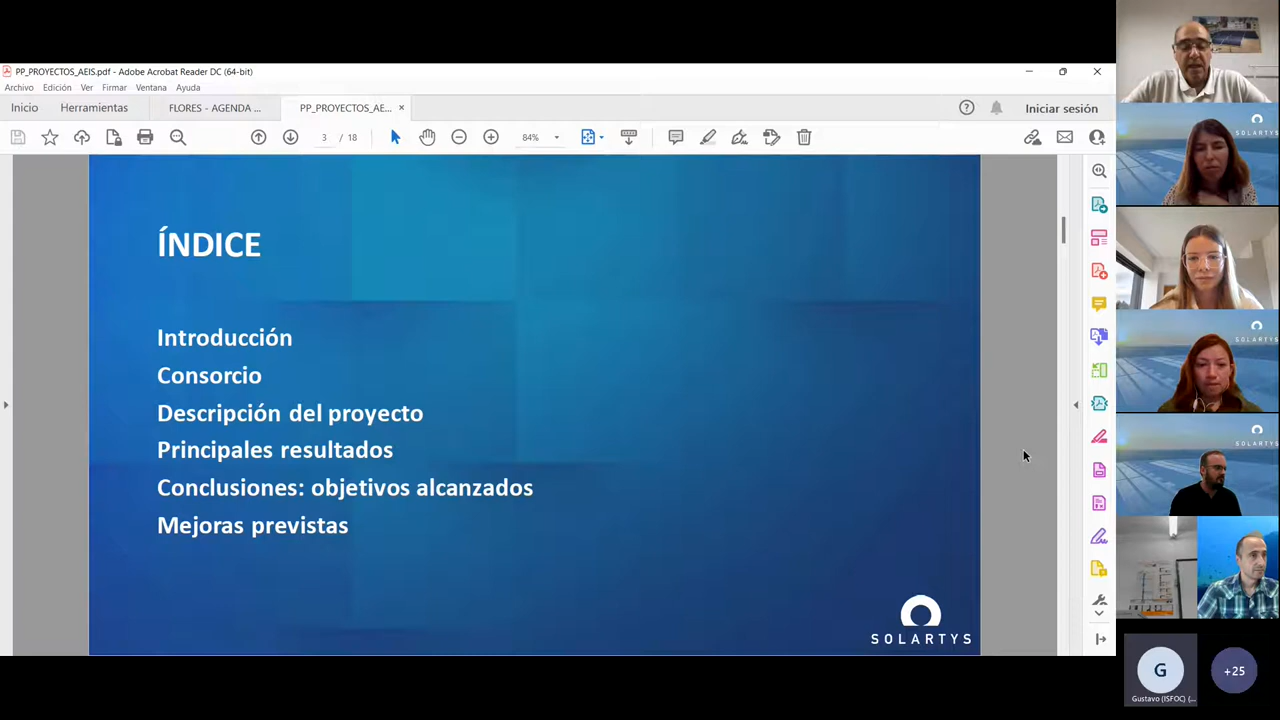 PP_PROYECTOS_AEIS.pdf - Adobe Acrobat Reader DC (64-bit)
Archivo Edición Ver Firmar Ventana Ayuda
Inicio Herramientas FLORES - AGENDA ... PP_PROYECTOS_AE... × Iniciar sesión
3 / 18 84%
ÍNDICE
Introducción
Consorcio
Descripción del proyecto
Principales resultados
Conclusiones: objetivos alcanzados
Mejoras previstas
SOLARTYS
SOLARTYS
SOLARTYS
SOLARTYS
G
Gustavo (ISFOC) (...
+25